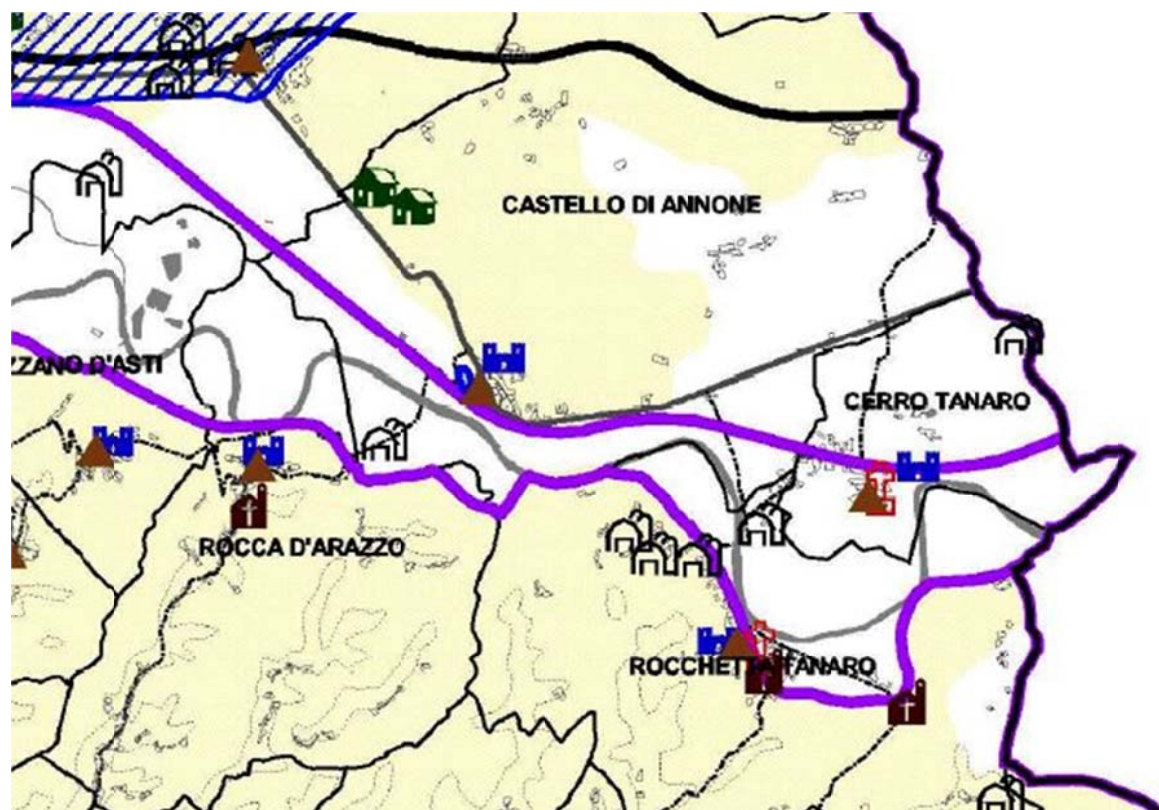 CASTELLO DI ANNONE
ZZANO D'ASTI
CERRO TANARO
ROCCA D'ARAZZO
ROCCHETTA TANARO